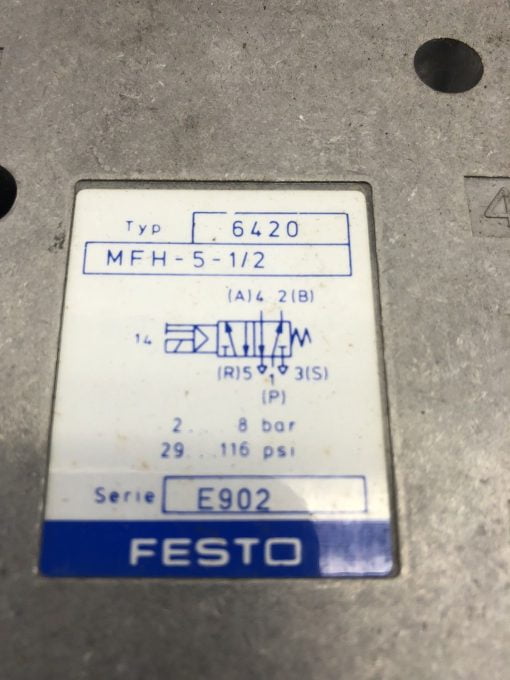 Typ 6420
MFH-5-1/2
(A)4 2(B)
14
(R)5 1 3(S)
(P)
2...8 bar
29...116 psi
Serie E902
FESTO
4